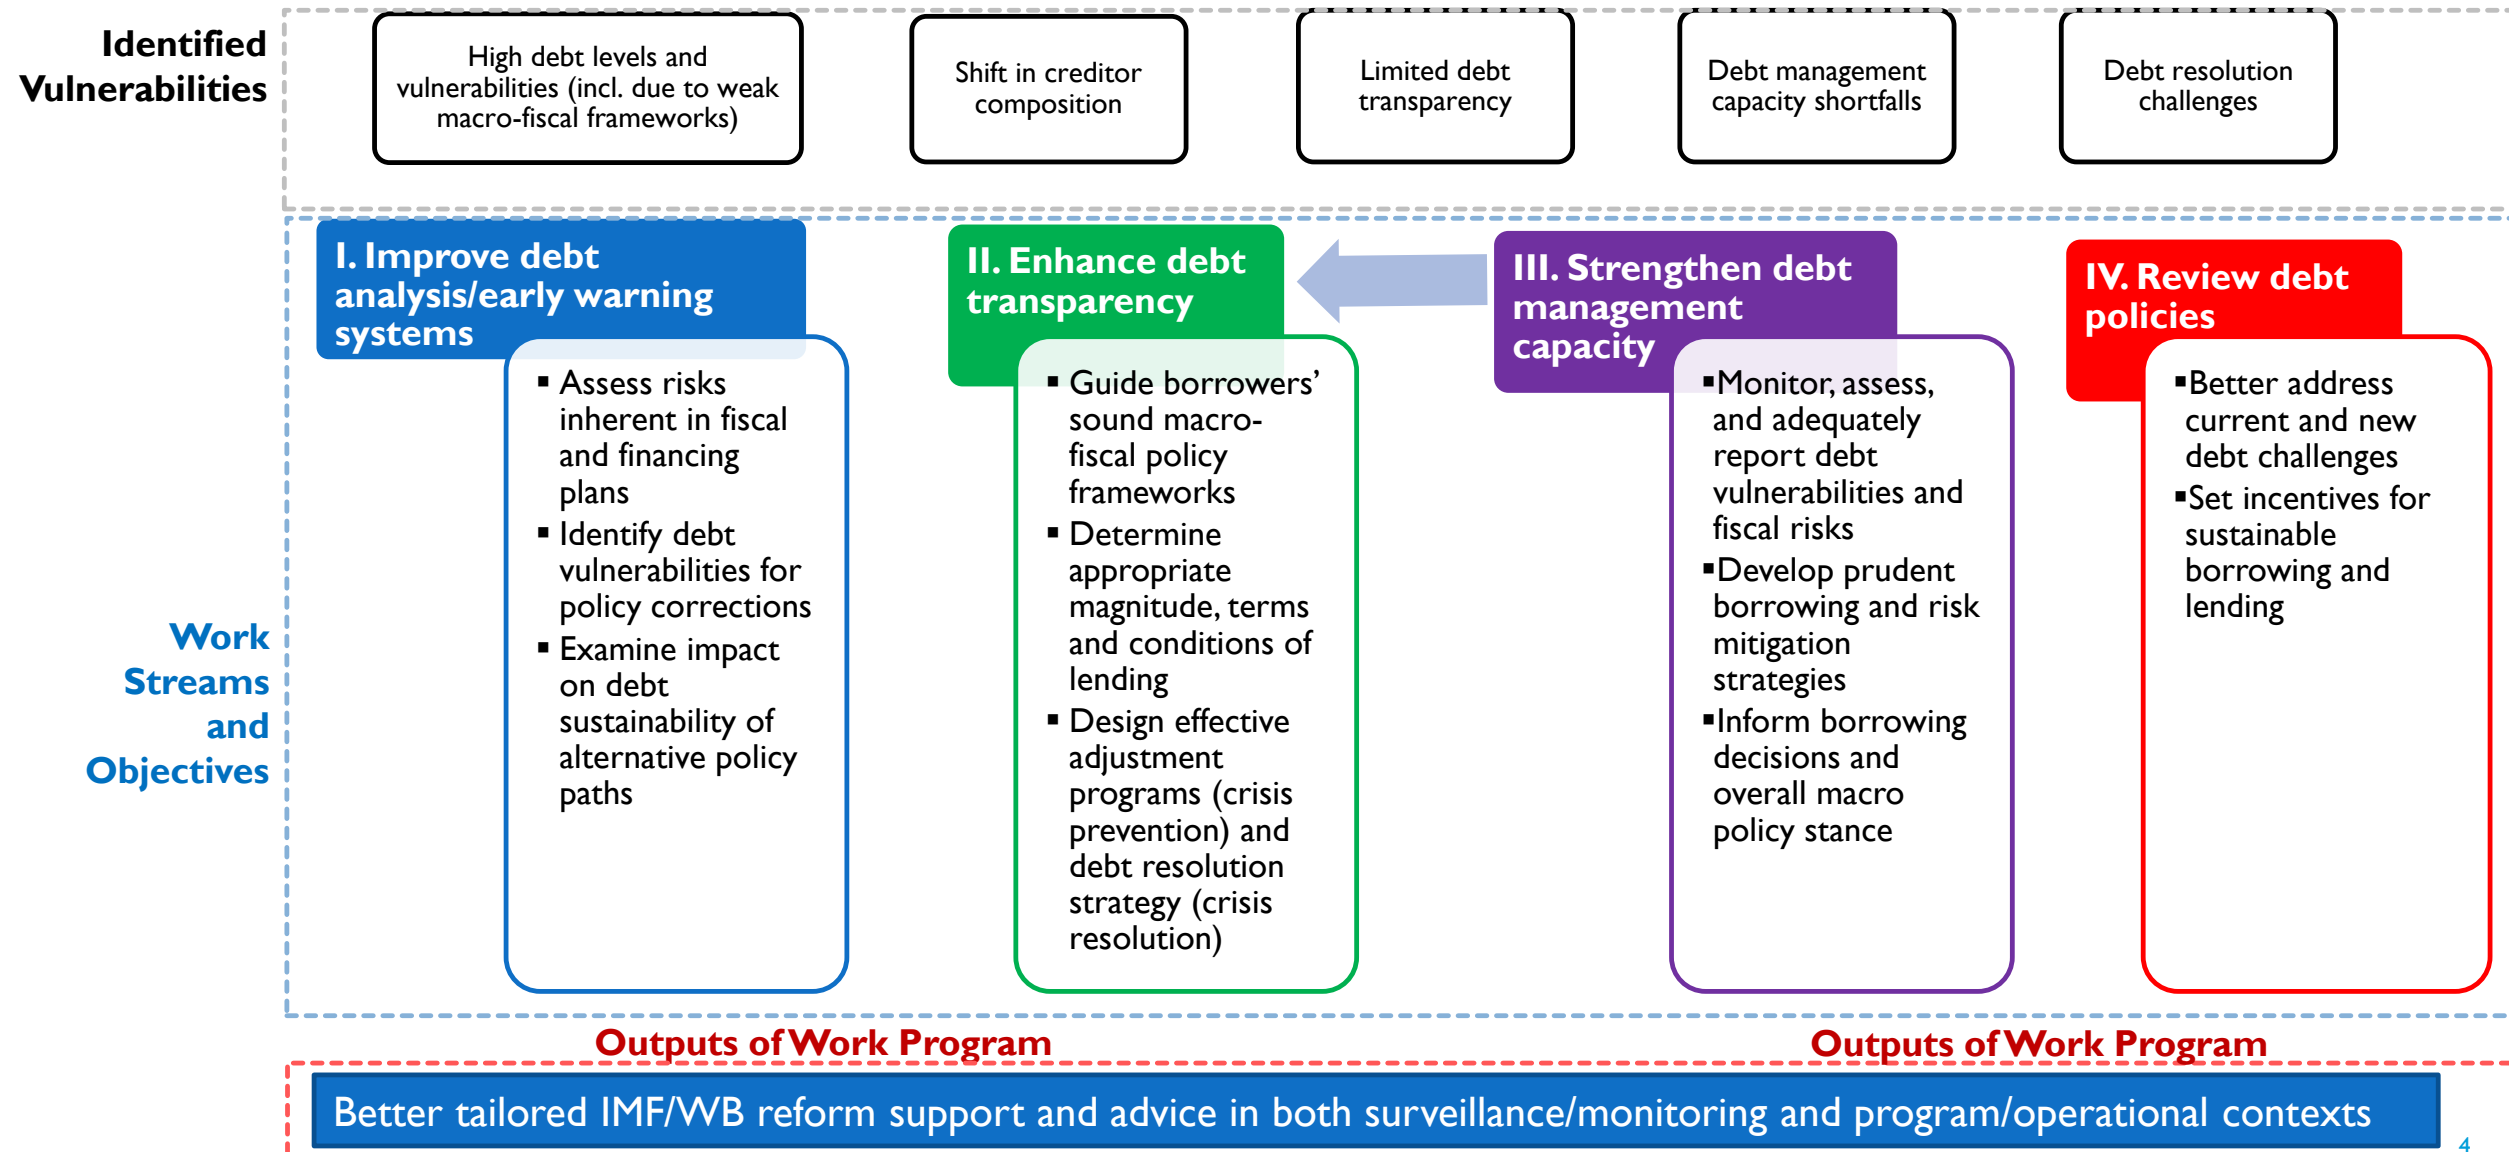 Identified
Vulnerabilities
High debt levels and
vulnerabilities (incl. due to weak
macro-fiscal frameworks)
Shift in creditor
composition
Limited debt
transparency
Debt management
capacity shortfalls
Debt resolution
challenges
Work
Streams
and
Objectives
I. Improve debt
analysis/early warning
systems
▪ Assess risks
inherent in fiscal
and financing
plans
▪ Identify debt
vulnerabilities for
policy corrections
▪ Examine impact
on debt
sustainability of
alternative policy
paths
II. Enhance debt
transparency
▪ Guide borrowers’
sound macro-
fiscal policy
frameworks
▪ Determine
appropriate
magnitude, terms
and conditions of
lending
▪ Design effective
adjustment
programs (crisis
prevention) and
debt resolution
strategy (crisis
resolution)
III. Strengthen debt
management
capacity
▪Monitor, assess,
and adequately
report debt
vulnerabilities and
fiscal risks
▪Develop prudent
borrowing and risk
mitigation
strategies
▪Inform borrowing
decisions and
overall macro
policy stance
IV. Review debt
policies
▪Better address
current and new
debt challenges
▪Set incentives for
sustainable
borrowing and
lending
Outputs of Work Program
Outputs of Work Program
Better tailored IMF/WB reform support and advice in both surveillance/monitoring and program/operational contexts
4